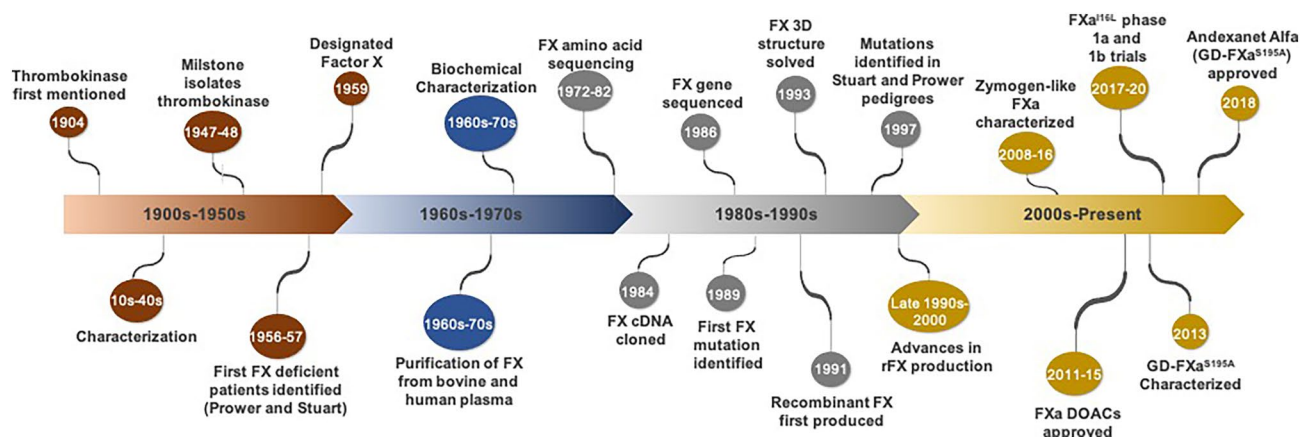 Thrombokinase
first mentioned
1904
Milstone
isolates
thrombokinase
1947-48
Designated
Factor X
1959
Biochemical
Characterization
1960s-70s
FX amino acid
sequencing
1972-82
FX gene
sequenced
1986
FX 3D
structure
solved
1993
Mutations
identified in
Stuart and Prower
pedigrees
1997
Zymogen-like
FXa
characterized
2008-16
FXaI16L phase
1a and
1b trials
2017-20
Andexanet Alfa
(GD-FXaS195A)
approved
2018
1900s-1950s
1960s-1970s
1980s-1990s
2000s-Present
10s-40s
Characterization
1956-57
First FX deficient
patients identified
(Prower and Stuart)
1960s-70s
Purification of FX
from bovine and
human plasma
1984
FX cDNA
cloned
1989
First FX
mutation
identified
1991
Recombinant FX
first produced
Late 1990s-
2000
Advances in
rFX production
2011-15
FXa DOACs
approved
2013
GD-FXaS195A
Characterized